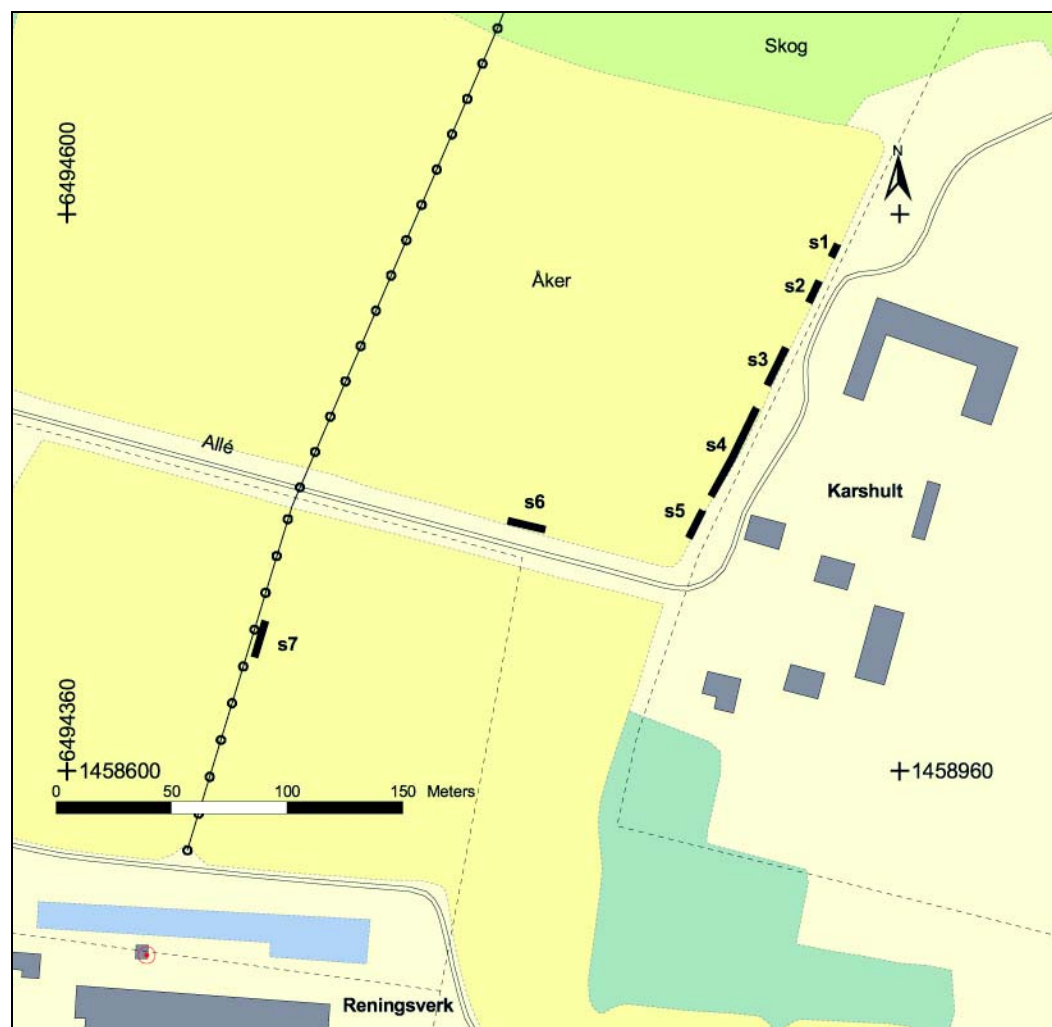 Skog
N
6494600
s1
Åker
s2
s3
Allé
s4
Karshult
s6
s5
s7
6494360
1458600
1458960
0 50 100 150 Meters
Reningsverk